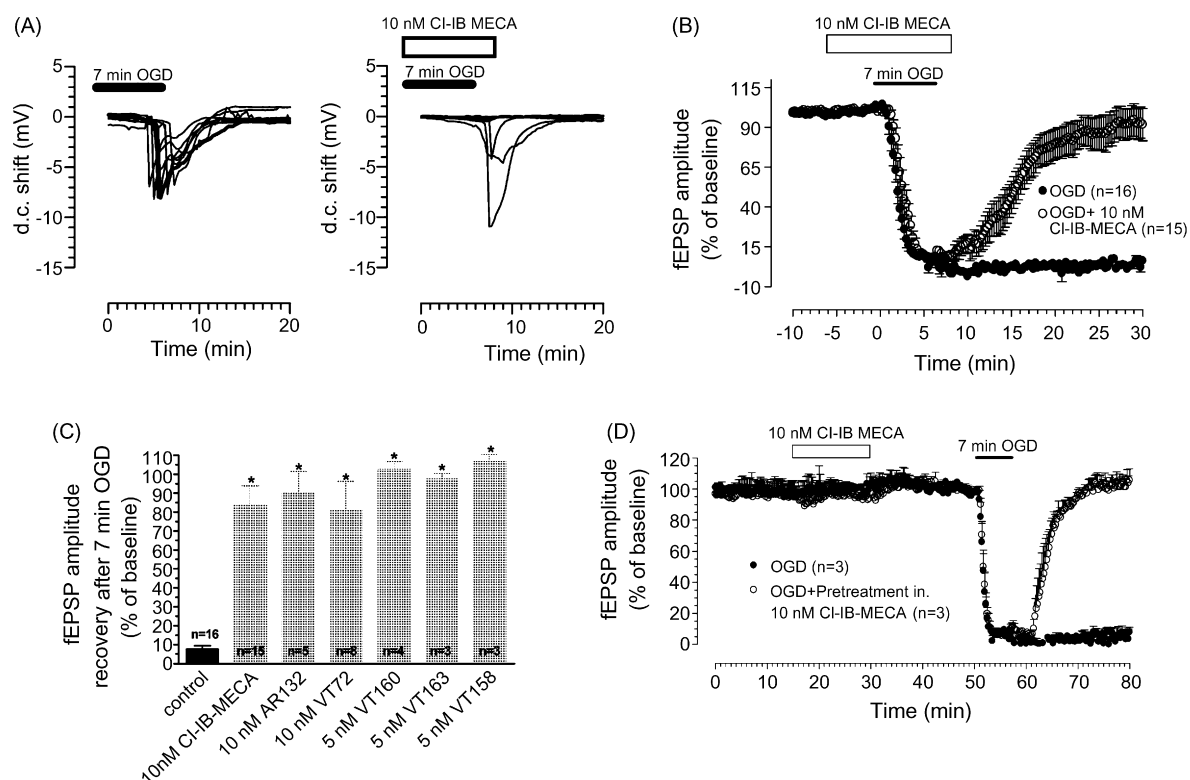 (A)
10 nM CI-IB MECA
7 min OGD
7 min OGD
5
0
-5
-10
-15
d.c. shift (mV)
0
10
20
Time (min)
5
0
-5
-10
-15
d.c. shift (mV)
0
10
20
Time (min)
(B)
10 nM CI-IB MECA
7 min OGD
115
90
65
40
15
-10
fEPSP amplitude
(% of baseline)
OGD (n=16)
OGD+ 10 nM
CI-IB-MECA (n=15)
-10
-5
0
5
10
15
20
25
30
Time (min)
(C)
110
100
90
80
70
60
50
40
30
20
10
0
fEPSP amplitude
recovery after 7 min OGD
(% of baseline)
n=16
*
*
*
*
*
*
n=15
n=5
n=4
n=3
n=3
control
10nM CI-IB-MECA
10 nM AR132
10 nM VT72
5 nM VT160
5 nM VT163
5 nM VT158
(D)
10 nM CI-IB MECA
7 min OGD
120
100
80
60
40
20
0
fEPSP amplitude
(% of baseline)
OGD (n=3)
OGD+Pretreatment in.
10 nM CI-IB-MECA (n=3)
0
10
20
30
40
50
60
70
80
Time (min)